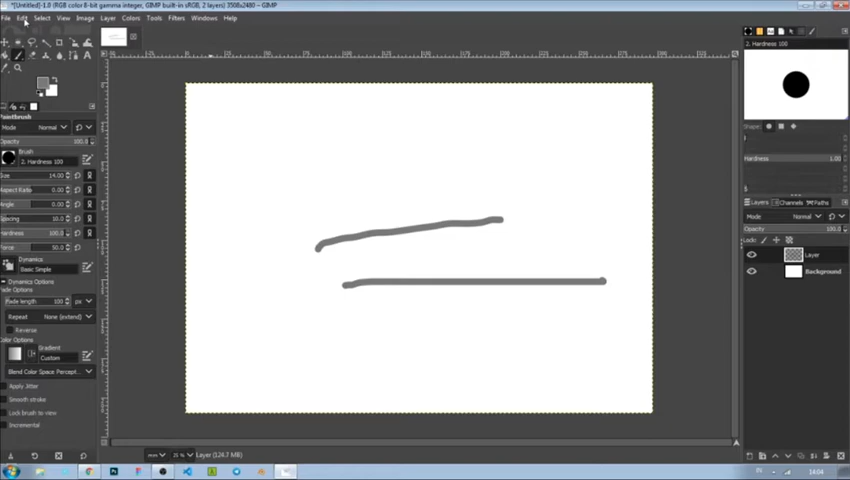 *[Untitled]-1.0 (RGB color 8-bit gamma integer, GIMP built-in sRGB, 2 layers) 3508x2480 – GIMP
File Edit Select View Image Layer Colors Tools Filters Windows Help
2. Hardness 100
Paintbrush
Mode Normal
Opacity 100.0
Brush
2. Hardness 100
Size 14.00
Aspect Ratio 0.00
Angle 0.00
Spacing 10.0
Hardness 100.
Force 50.0
Dynamics
Basic Simple
Dynamics Options
Fade Options
Fade length 100 px
Repeat None (extend)
Reverse
Color Options
Gradient
Custom
Blend Color Space Percept...
Apply Jitter
Smooth stroke
Lock brush to view
Incremental
Shape:
Hardness 1.00
Layers Channels Paths
Mode Normal
Opacity 100.0
Lock:
Layer
Background
mm 25 % Layer (124.7 MB)
14:04